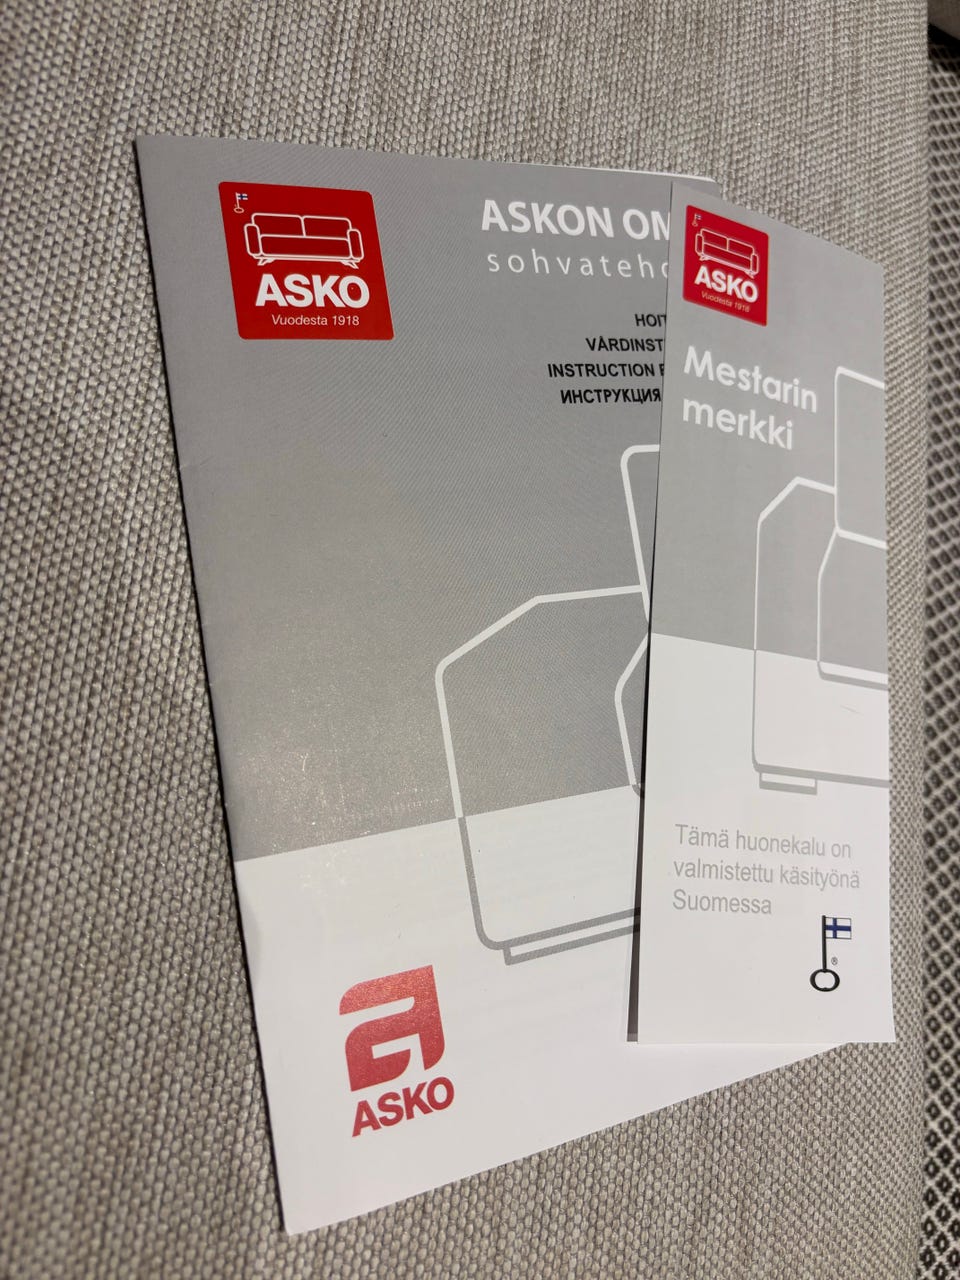 ASKO
Vuodesta 1918
ASKON
sohvateho
HOIT
VÅRDINST
INSTRUCTION
ИНСТРУКЦИЯ
ASKO
ASKO
Vuodesta 1918
Mestarin
merkki
Tämä huonekalu on
valmistettu käsityönä
Suomessa
®